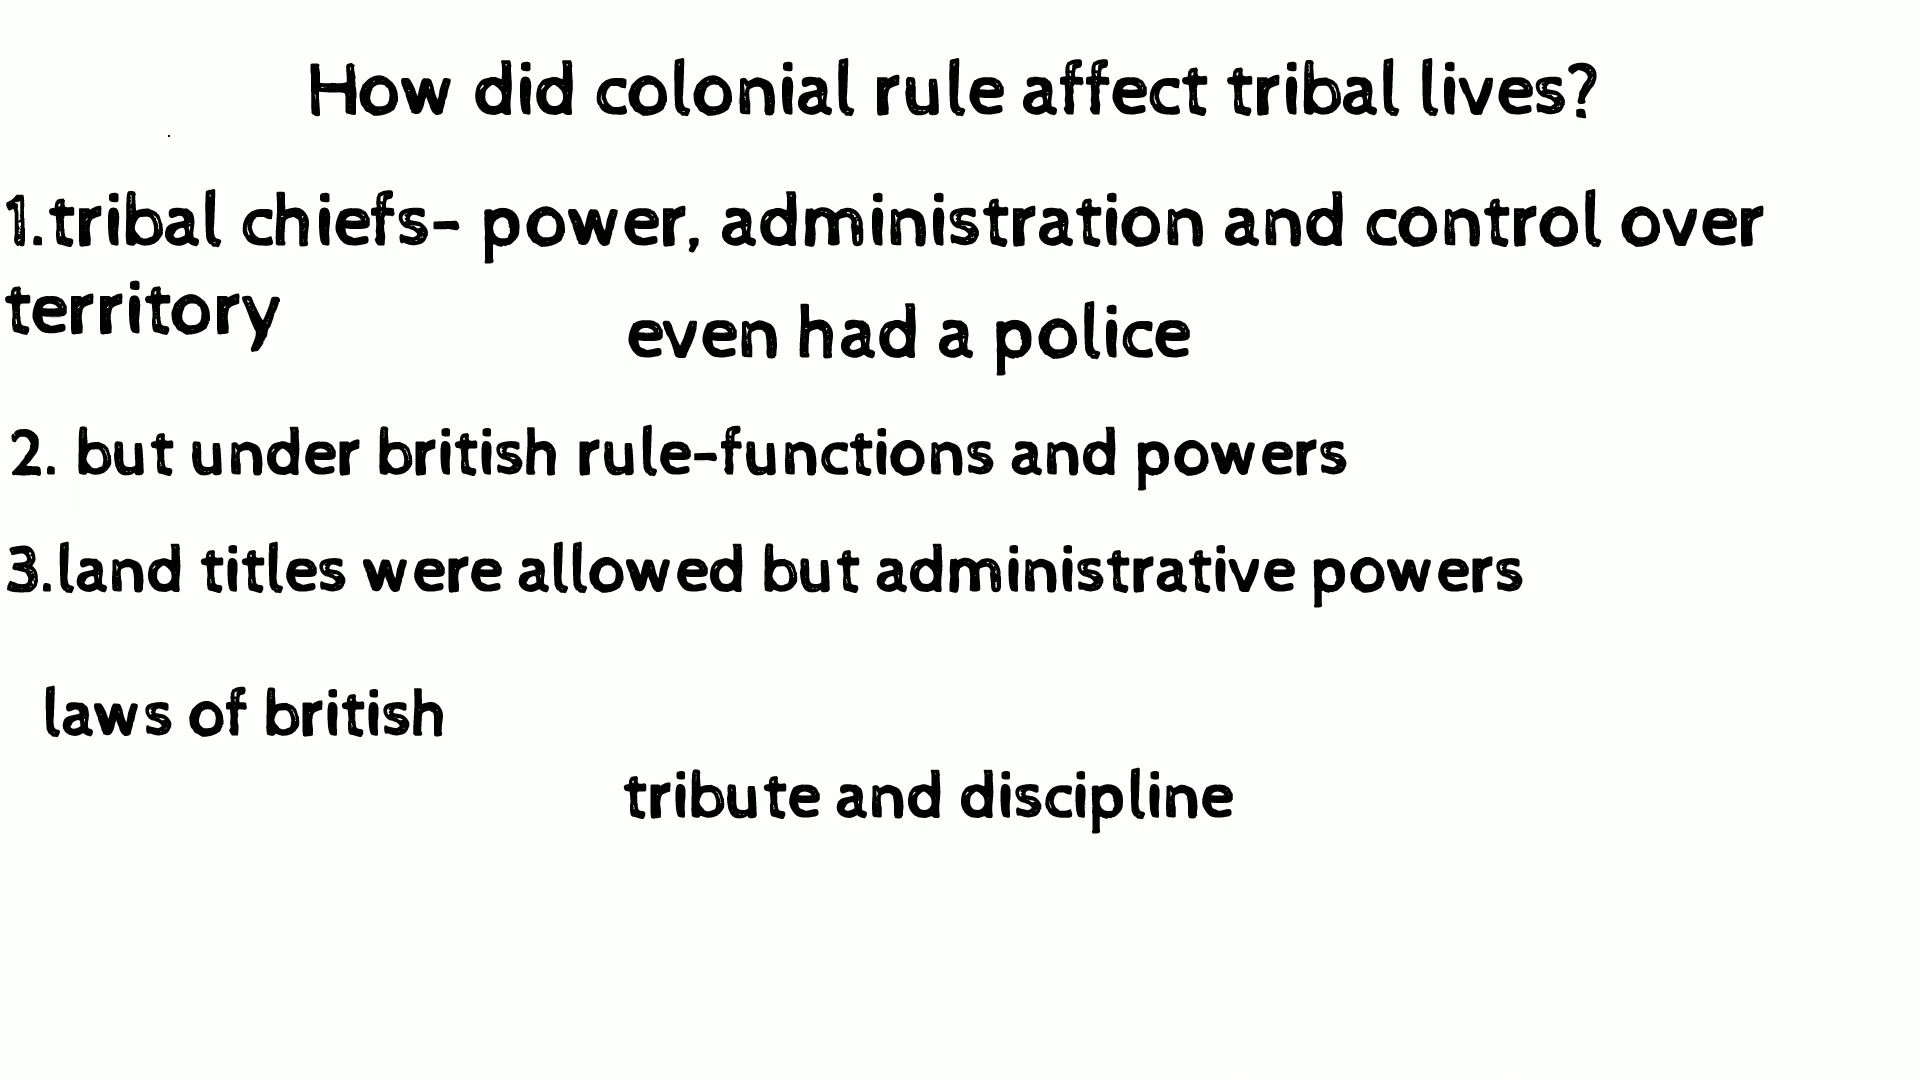 How did colonial rule affect tribal lives?
1.tribal chiefs- power, administration and control over
territory
even had a police
2. but under british rule-functions and powers
3.land titles were allowed but administrative powers
laws of british
tribute and discipline